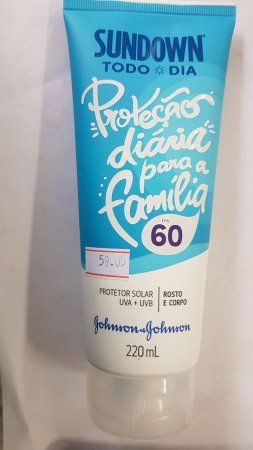 SUNDOWN
TODO DIA
Proteção
diária
para a
família
FPS
60
59.00
PROTETOR SOLAR
UVA + UVB
ROSTO
E CORPO
Johnson & Johnson
220 mL